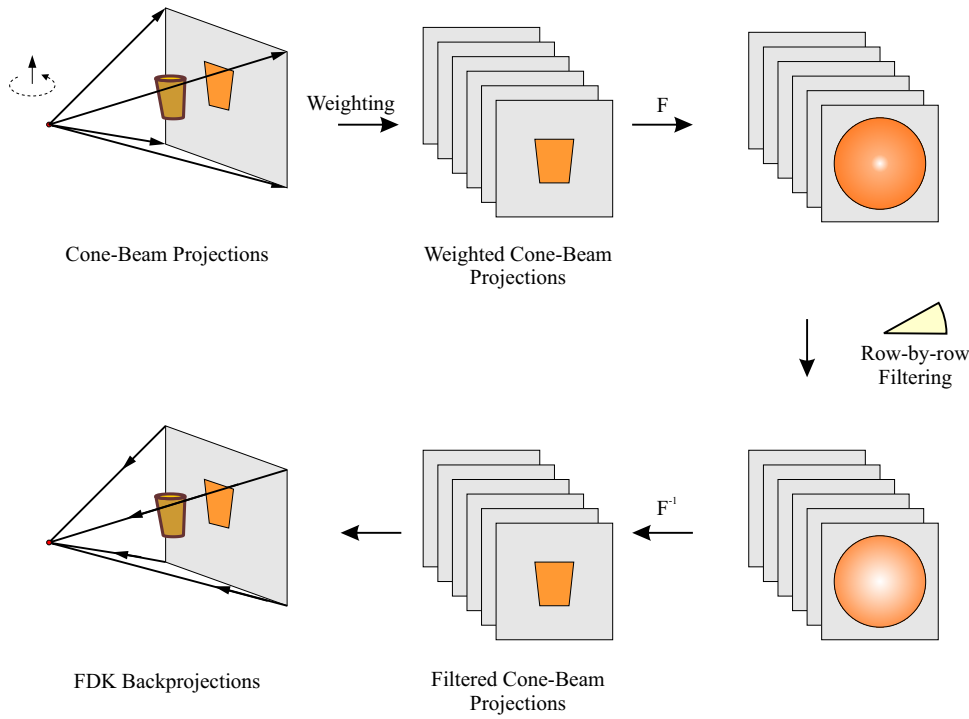 Weighting
F
Cone-Beam Projections
Weighted Cone-Beam
Projections
Row-by-row
Filtering
F⁻¹
FDK Backprojections
Filtered Cone-Beam
Projections